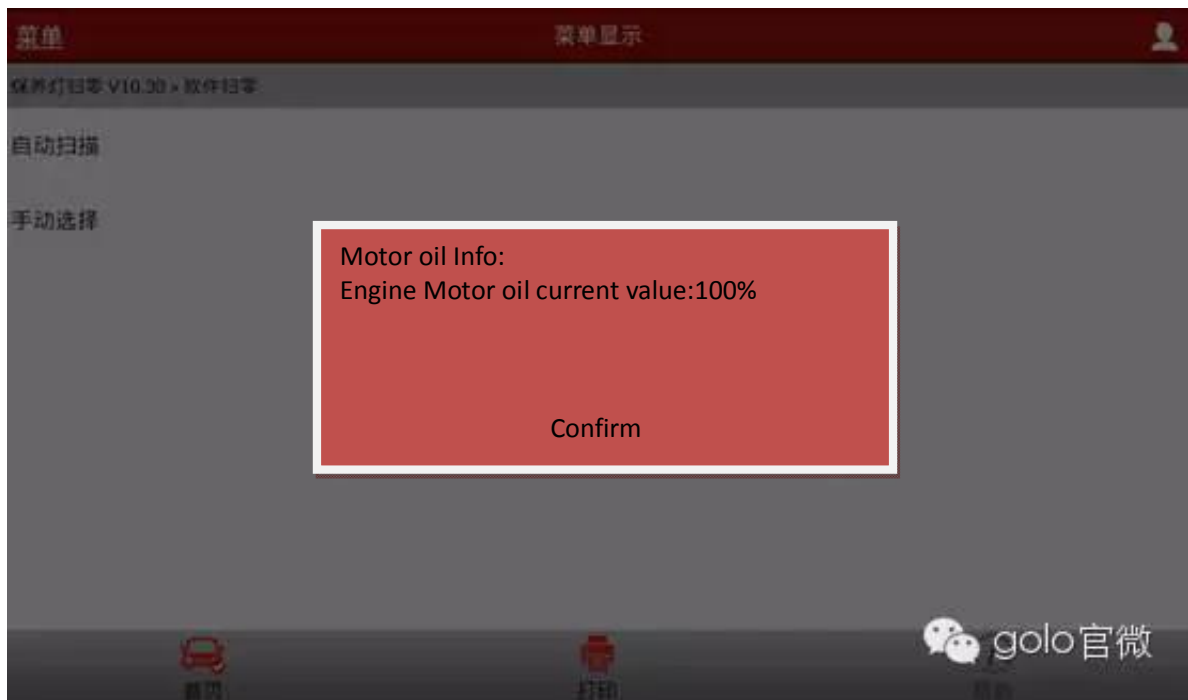 菜单
菜单显示
保养灯归零 V10.30 » 软件归零
自动扫描
手动选择
Motor oil Info:
Engine Motor oil current value:100%
Confirm
golo官微
首页
打印